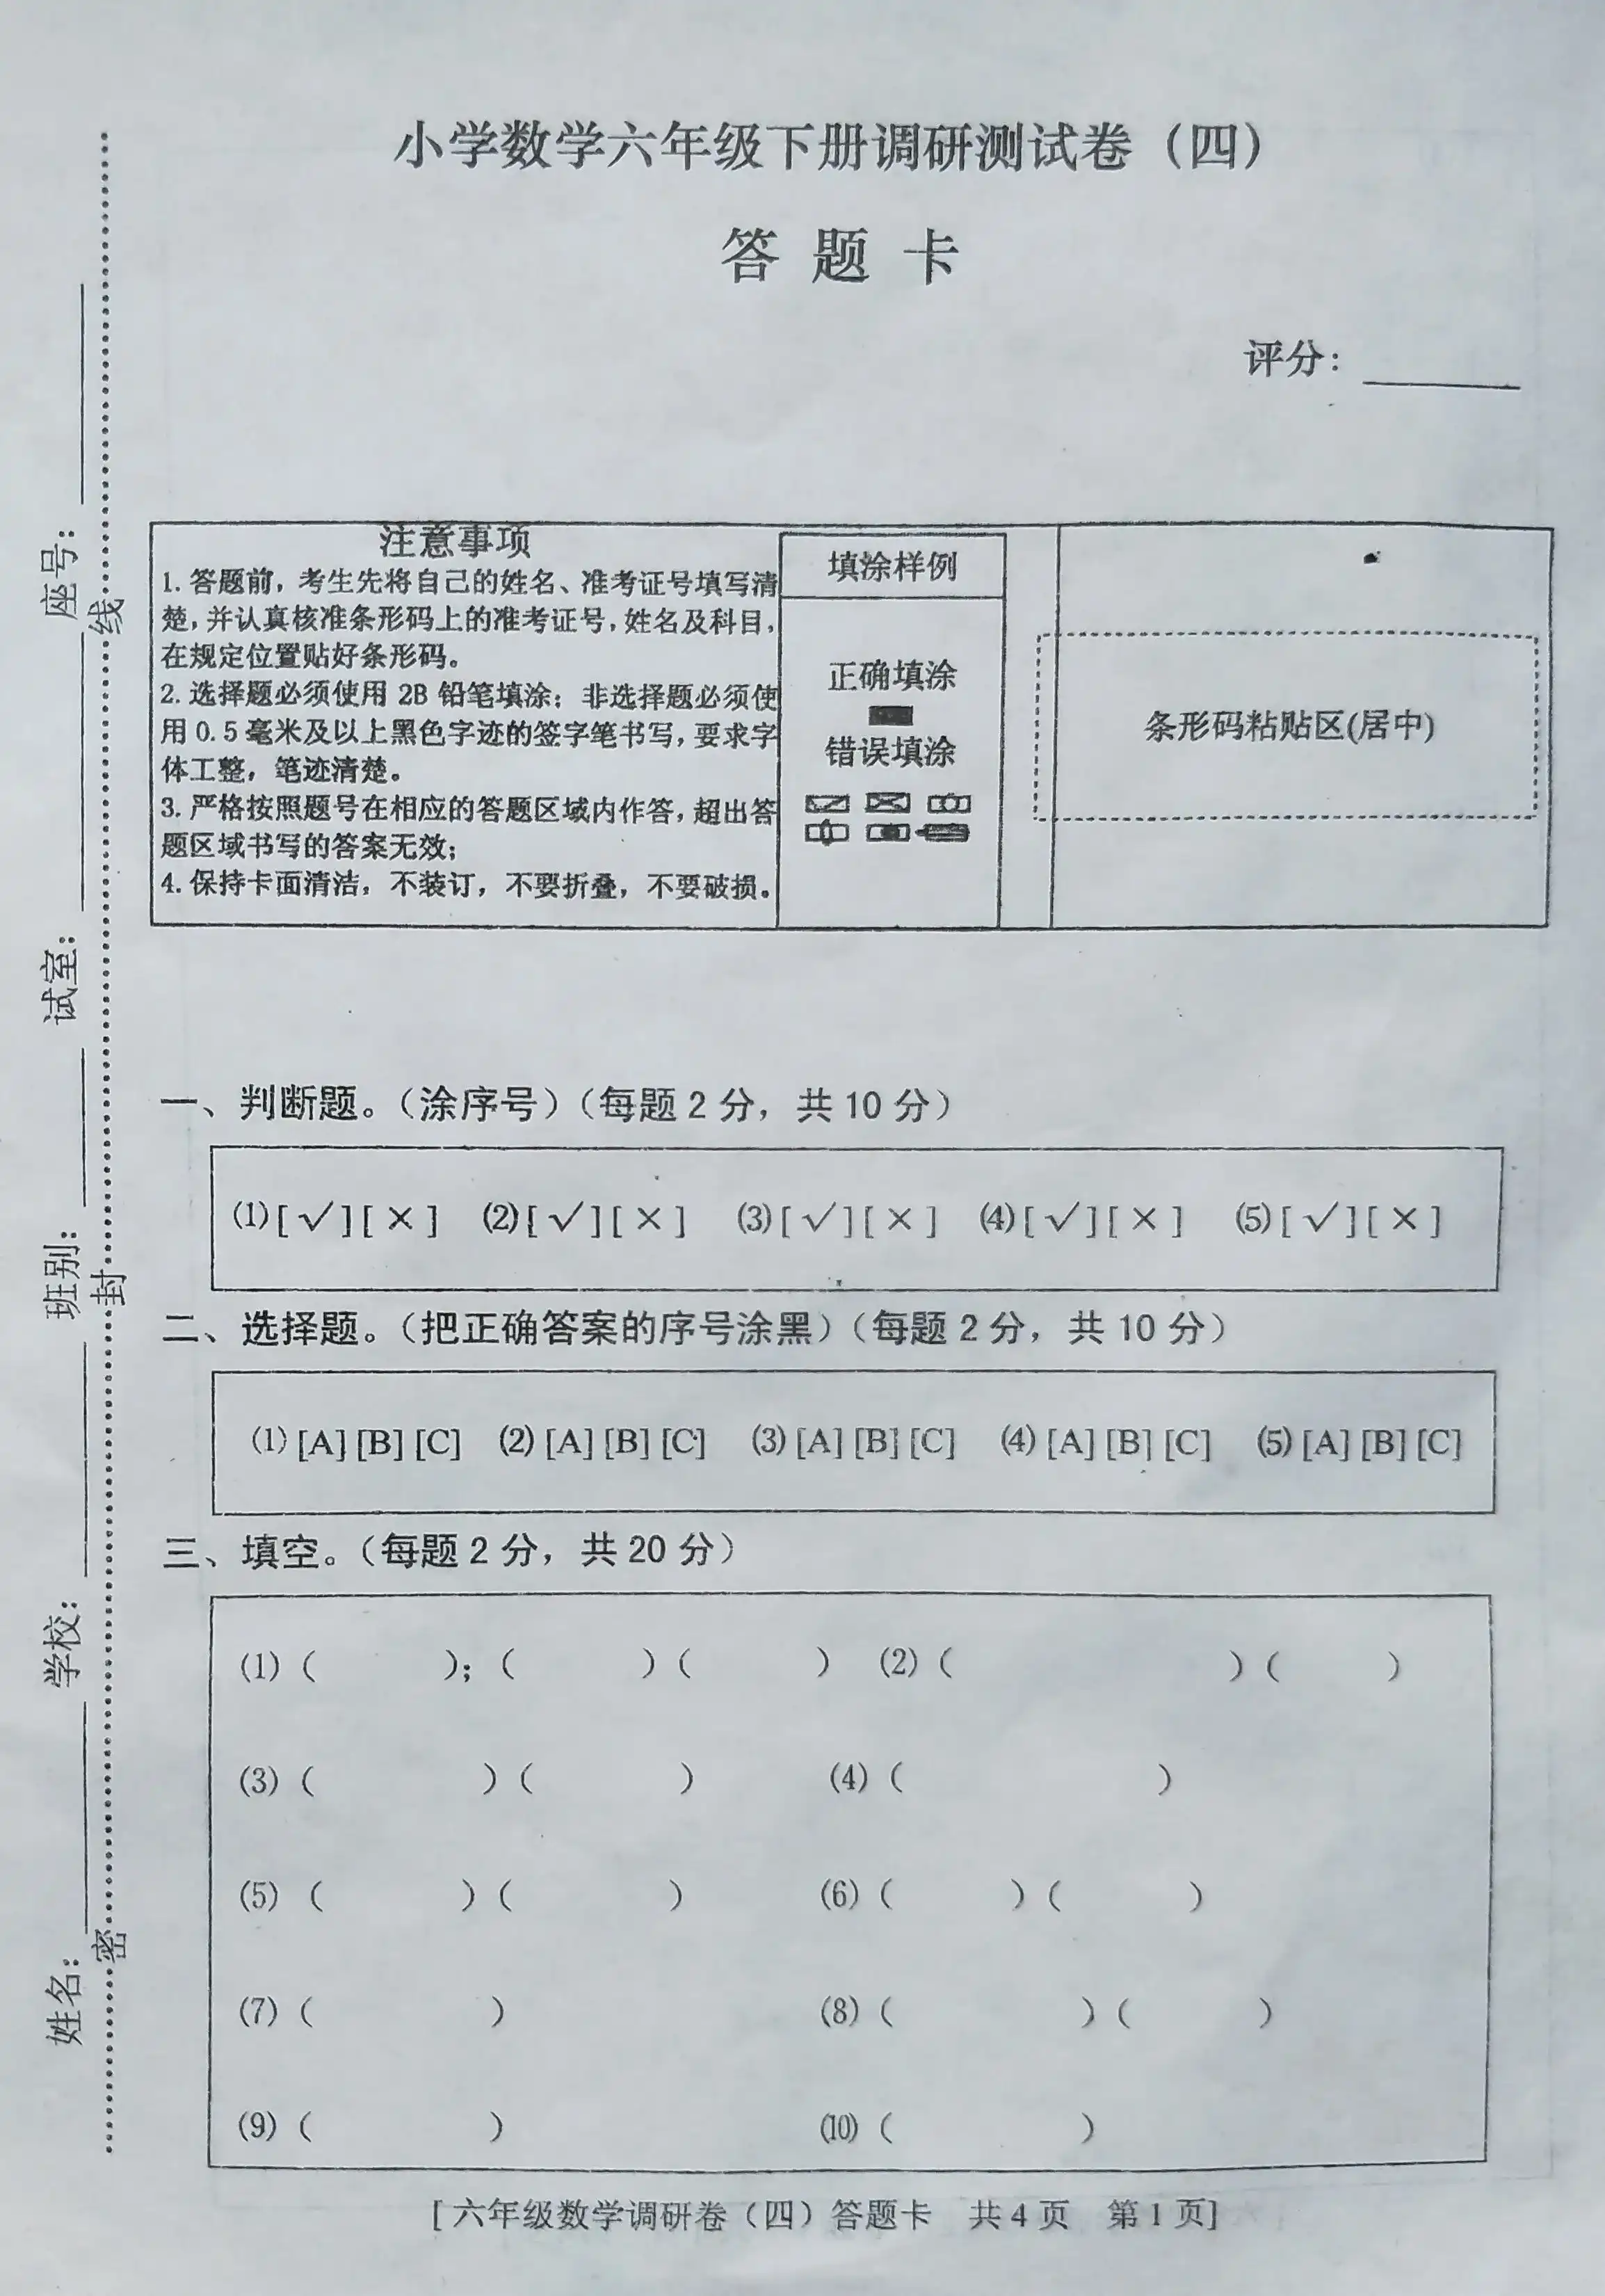 小学数学六年级下册调研测试卷（四）
答 题 卡
评分：
座号：
试室：
班别：
学校：
姓名：
线
封
密
注意事项
1. 答题前，考生先将自己的姓名、准考证号填写清
楚，并认真核准条形码上的准考证号，姓名及科目，
在规定位置贴好条形码。
2. 选择题必须使用 2B 铅笔填涂；非选择题必须使
用 0.5 毫米及以上黑色字迹的签字笔书写，要求字
体工整，笔迹清楚。
3. 严格按照题号在相应的答题区域内作答，超出答
题区域书写的答案无效；
4. 保持卡面清洁，不装订，不要折叠，不要破损。
填涂样例
正确填涂
错误填涂
条形码粘贴区(居中)
一、判断题。（涂序号）（每题 2 分，共 10 分）
⑴ [ √ ] [ × ] ⑵ [ √ ] [ × ] ⑶ [ √ ] [ × ] ⑷ [ √ ] [ × ] ⑸ [ √ ] [ × ]
二、选择题。（把正确答案的序号涂黑）（每题 2 分，共 10 分）
⑴ [A] [B] [C] ⑵ [A] [B] [C] ⑶ [A] [B] [C] ⑷ [A] [B] [C] ⑸ [A] [B] [C]
三、填空。（每题 2 分，共 20 分）
(1)（ ）；（ ）（ ） (2)（ ）（ ）
(3)（ ）（ ） (4)（ ）
(5)（ ）（ ） (6)（ ）（ ）
(7)（ ） (8)（ ）（ ）
(9)（ ） ⑽（ ）
[ 六年级数学调研卷（四）答题卡 共 4 页 第 1 页]